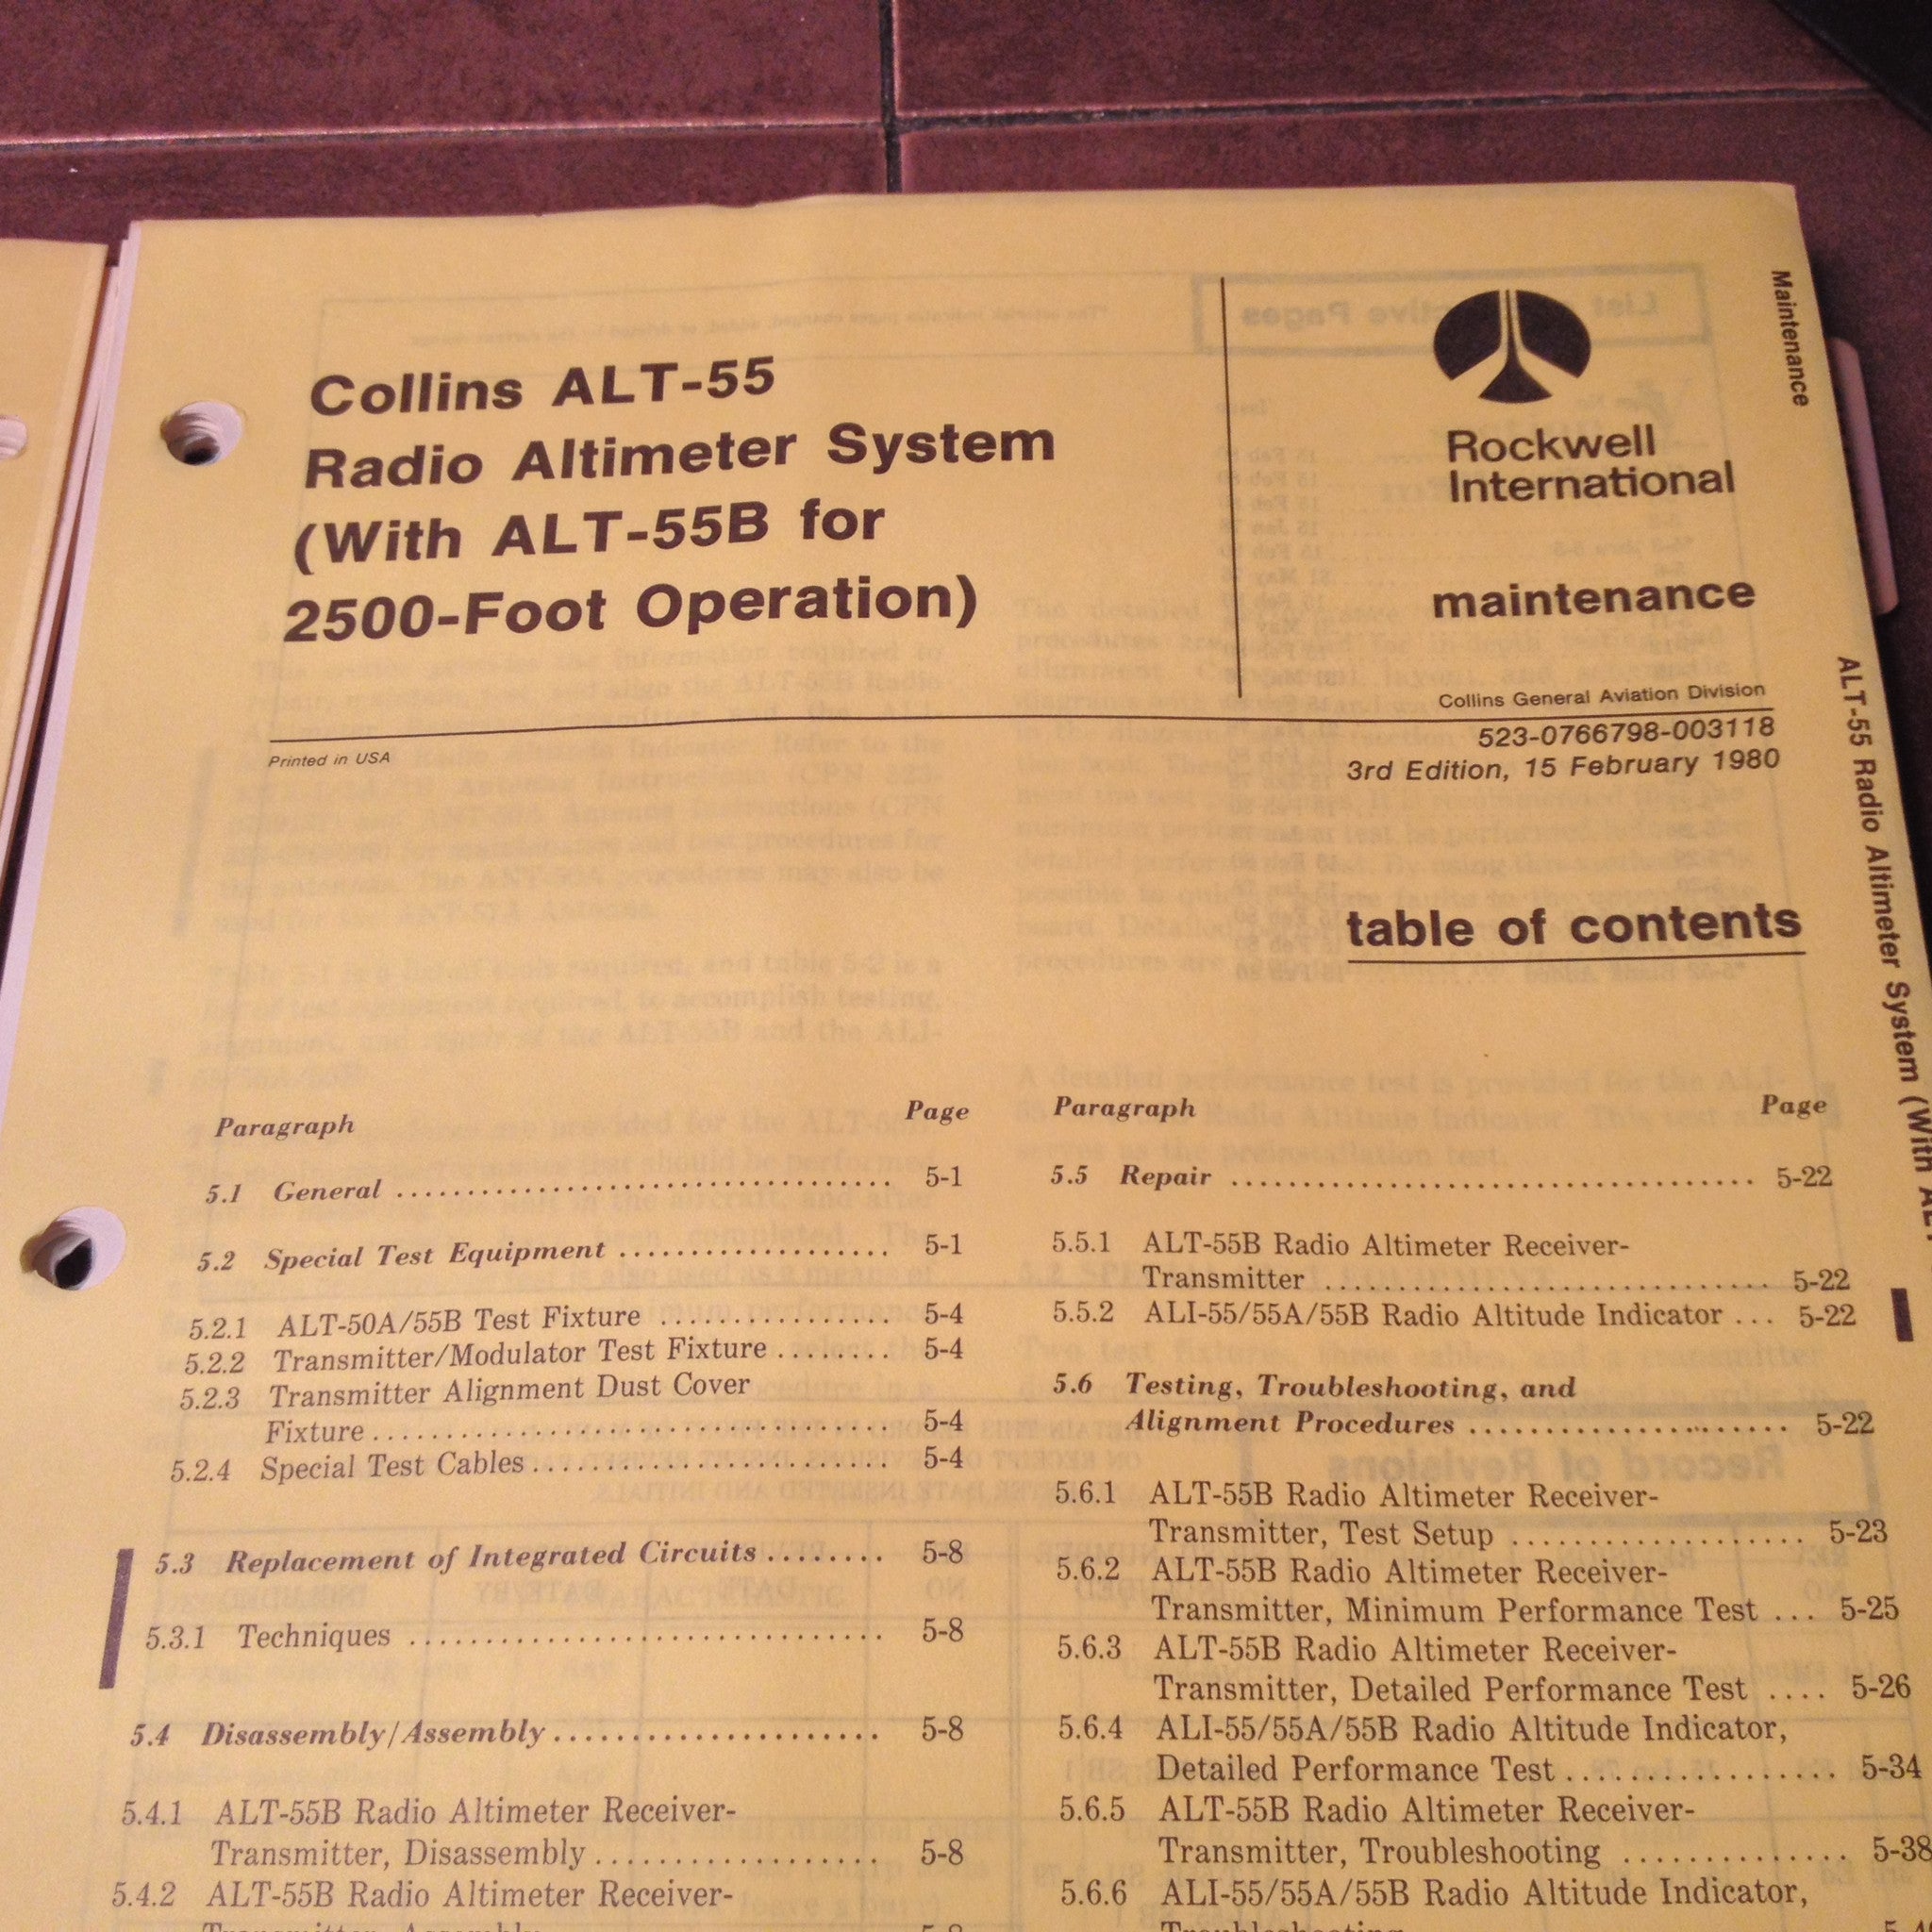 Collins ALT-55
Radio Altimeter System
(With ALT-55B for
2500-Foot Operation)
Rockwell
International
maintenance
Collins General Aviation Division
Printed in USA
523-0766798-003118
3rd Edition, 15 February 1980
table of contents
Paragraph Page
5.1 General ................................... 5-1
5.2 Special Test Equipment ................... 5-1
5.2.1 ALT-50A/55B Test Fixture ................ 5-4
5.2.2 Transmitter/Modulator Test Fixture ........ 5-4
5.2.3 Transmitter Alignment Dust Cover
Fixture ..................................... 5-4
5.2.4 Special Test Cables .......................... 5-4
5.3 Replacement of Integrated Circuits ........ 5-8
5.3.1 Techniques ................................ 5-8
5.4 Disassembly/Assembly ..................... 5-8
5.4.1 ALT-55B Radio Altimeter Receiver-
Transmitter, Disassembly .................. 5-8
5.4.2 ALT-55B Radio Altimeter Receiver-
Transmitter, Assembly 5-8
Paragraph Page
5.5 Repair ..................................... 5-22
5.5.1 ALT-55B Radio Altimeter Receiver-
Transmitter ................................ 5-22
5.5.2 ALI-55/55A/55B Radio Altitude Indicator ... 5-22
5.6 Testing, Troubleshooting, and
Alignment Procedures ....................... 5-22
5.6.1 ALT-55B Radio Altimeter Receiver-
Transmitter, Test Setup ..................... 5-23
5.6.2 ALT-55B Radio Altimeter Receiver-
Transmitter, Minimum Performance Test ... 5-25
5.6.3 ALT-55B Radio Altimeter Receiver-
Transmitter, Detailed Performance Test .... 5-26
5.6.4 ALI-55/55A/55B Radio Altitude Indicator,
Detailed Performance Test .................. 5-34
5.6.5 ALT-55B Radio Altimeter Receiver-
Transmitter, Troubleshooting .............. 5-38
5.6.6 ALI-55/55A/55B Radio Altitude Indicator,
Troubleshooting
Maintenance
ALT-55 Radio Altimeter System (With